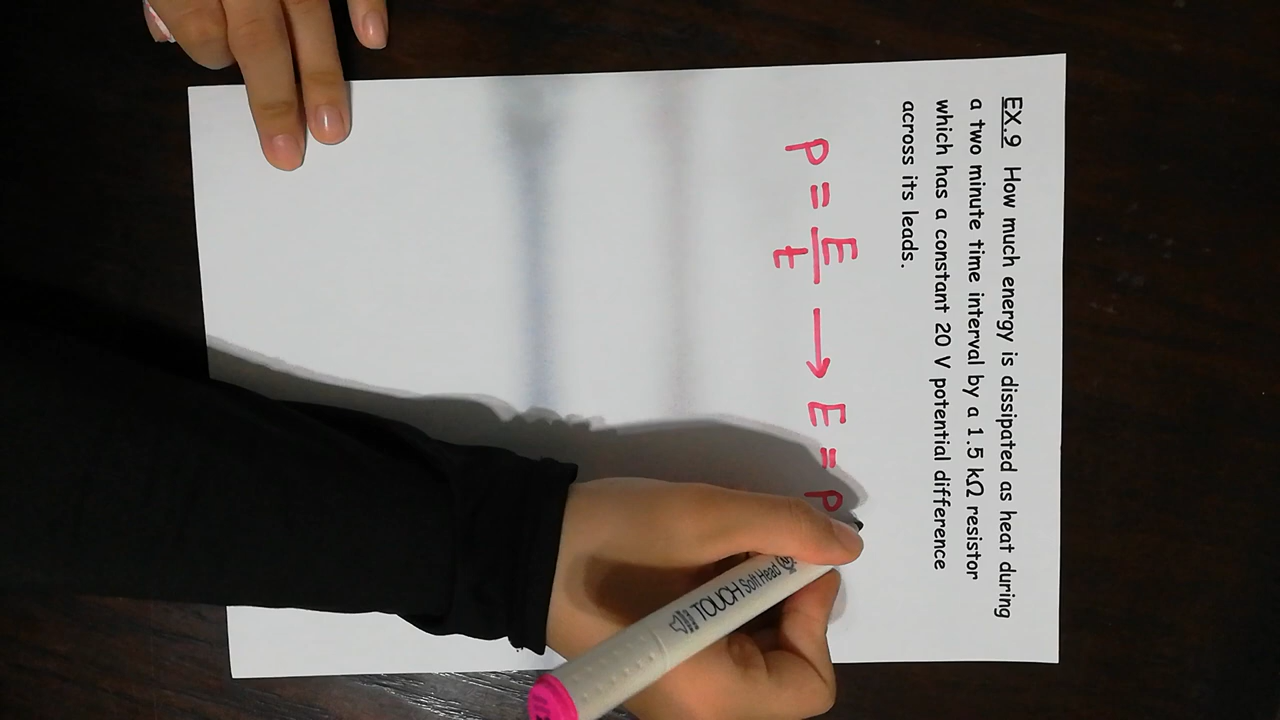 EX.9 How much energy is dissipated as heat during
a two minute time interval by a 1.5 kΩ resistor
which has a constant 20 V potential difference
across its leads.
P = E/t → E = P
TOUCH Soft Head